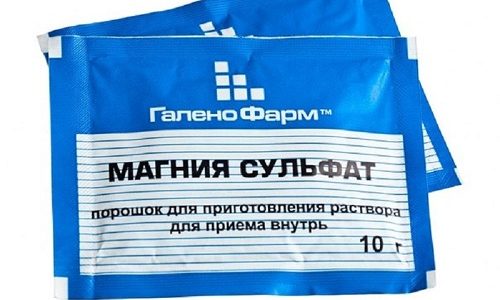 ГаленоФарм™
МАГНИЯ СУЛЬФАТ
порошок для приготовления раствора
для приема внутрь
10 г